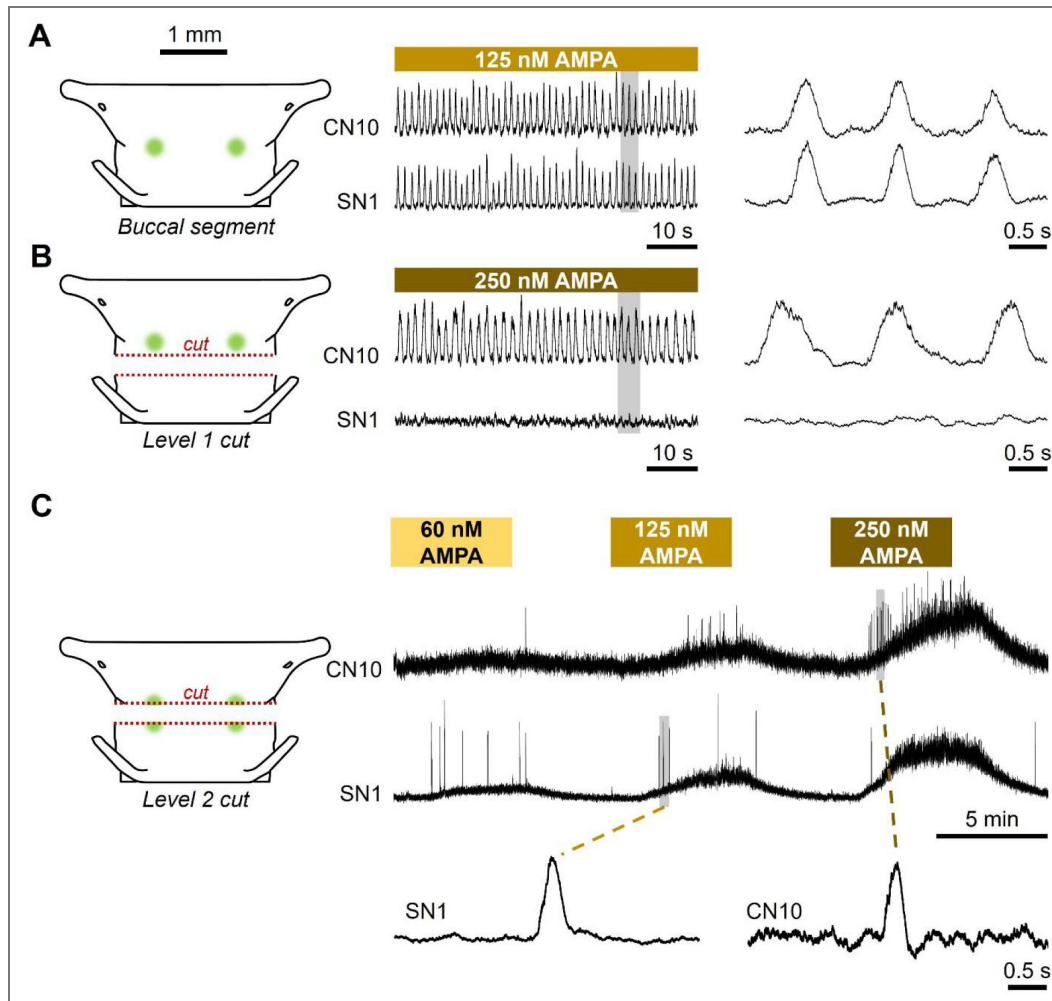 A
1 mm
Buccal segment
125 nM AMPA
CN10
SN1
10 s
0.5 s
B
cut
Level 1 cut
250 nM AMPA
CN10
SN1
10 s
0.5 s
C
cut
Level 2 cut
60 nM
AMPA
125 nM
AMPA
250 nM
AMPA
CN10
SN1
5 min
SN1
CN10
0.5 s